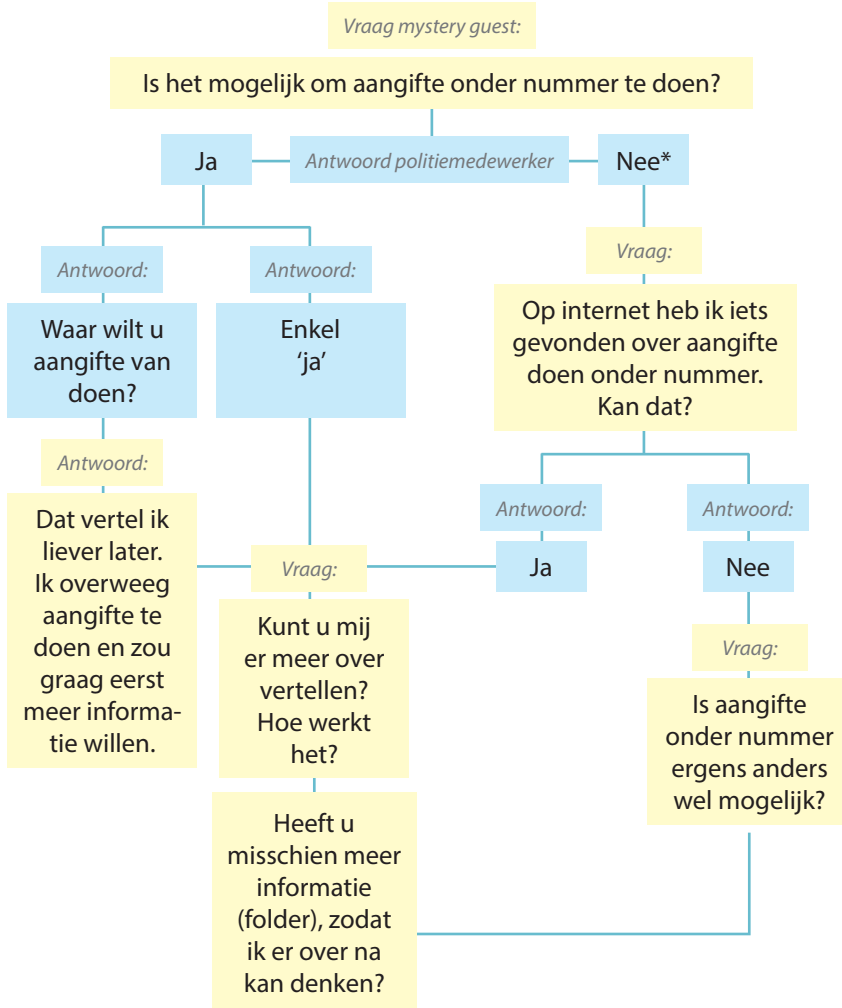 Vraag mystery guest:
Is het mogelijk om aangifte onder nummer te doen?
Ja
Antwoord politiemedewerker
Nee*
Antwoord:
Waar wilt u
aangifte van
doen?
Antwoord:
Dat vertel ik
liever later.
Ik overweeg
aangifte te
doen en zou
graag eerst
meer informa-
tie willen.
Antwoord:
Enkel
‘ja’
Vraag:
Op internet heb ik iets
gevonden over aangifte
doen onder nummer.
Kan dat?
Antwoord:
Ja
Antwoord:
Nee
Vraag:
Kunt u mij
er meer over
vertellen?
Hoe werkt
het?
Vraag:
Is aangifte
onder nummer
ergens anders
wel mogelijk?
Heeft u
misschien meer
informatie
(folder), zodat
ik er over na
kan denken?